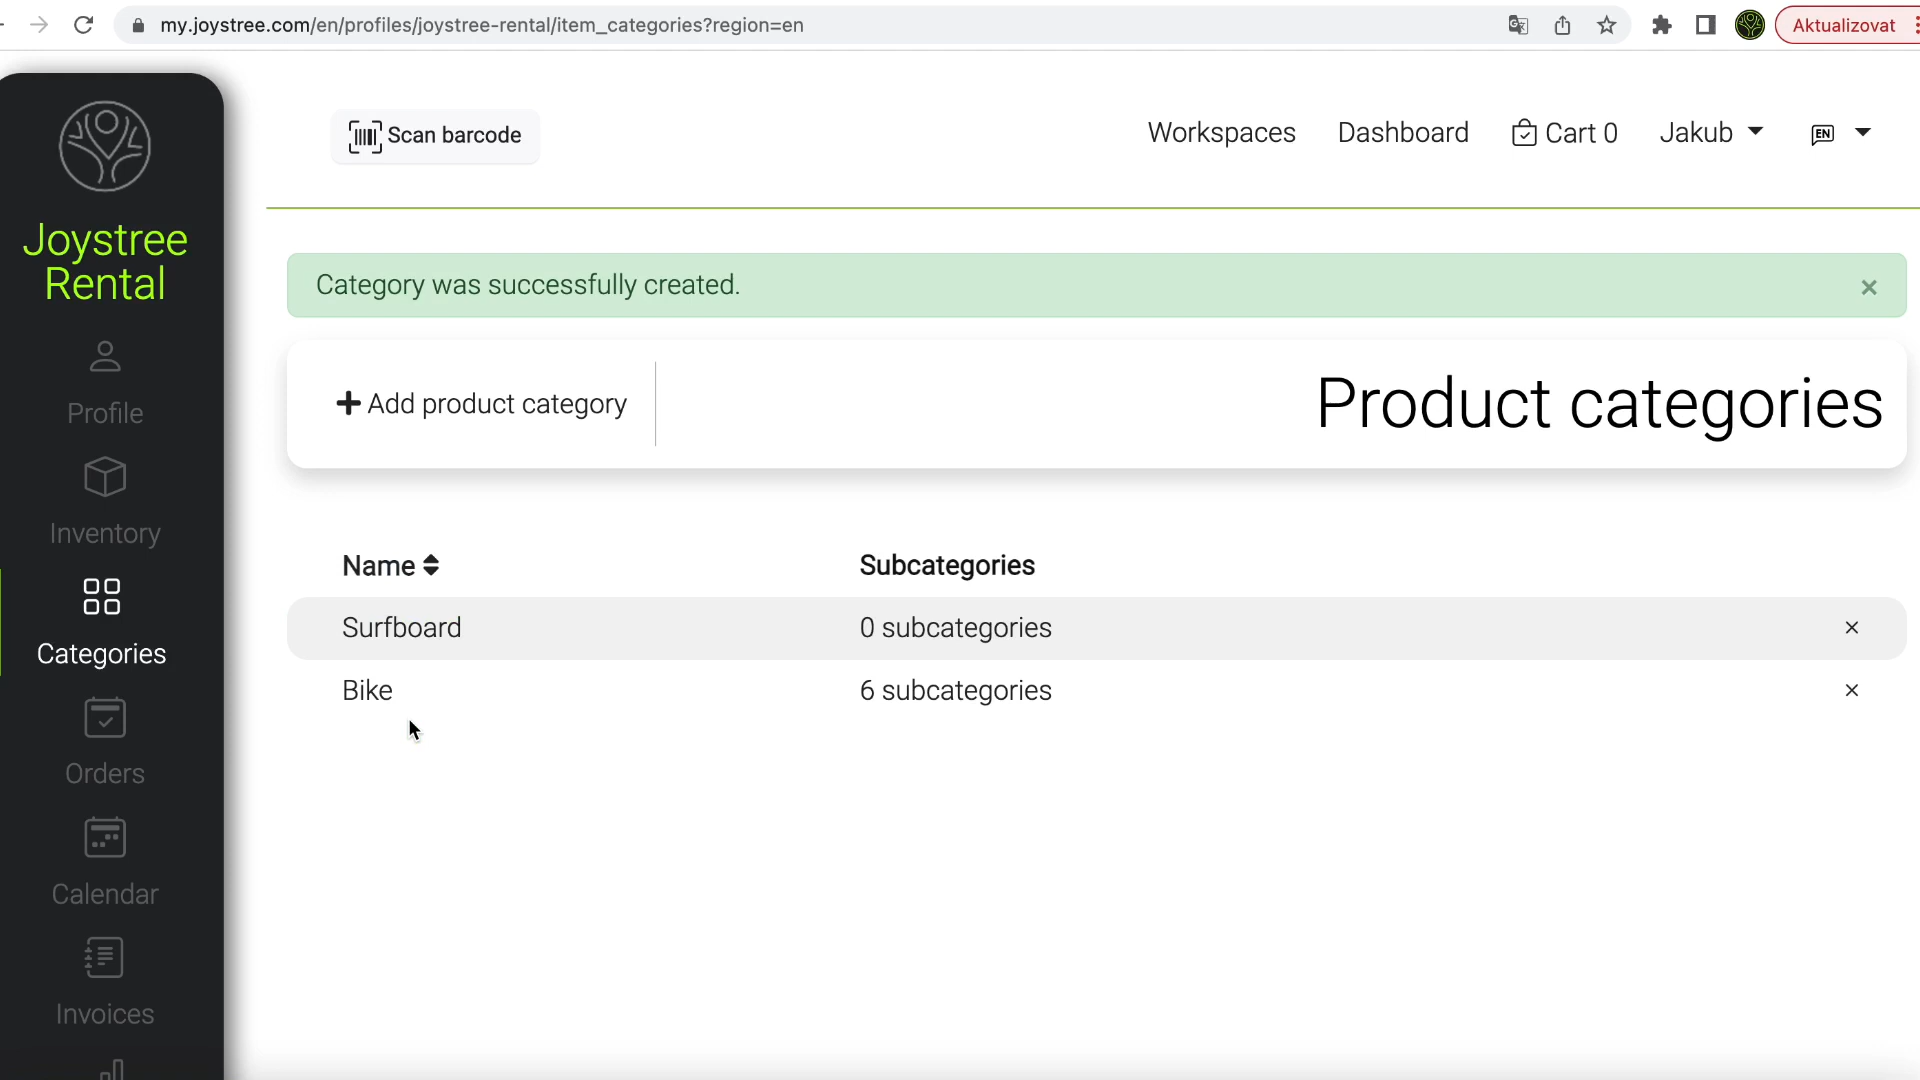 my.joystree.com/en/profiles/joystree-rental/item_categories?region=en
Aktualizovat
Joystree
Rental
Profile
Inventory
Categories
Orders
Calendar
Invoices
Scan barcode
Workspaces
Dashboard
Cart 0
Jakub
EN
Category was successfully created.
×
Add product category
Product categories
Name
Subcategories
Surfboard
0 subcategories
×
Bike
6 subcategories
×